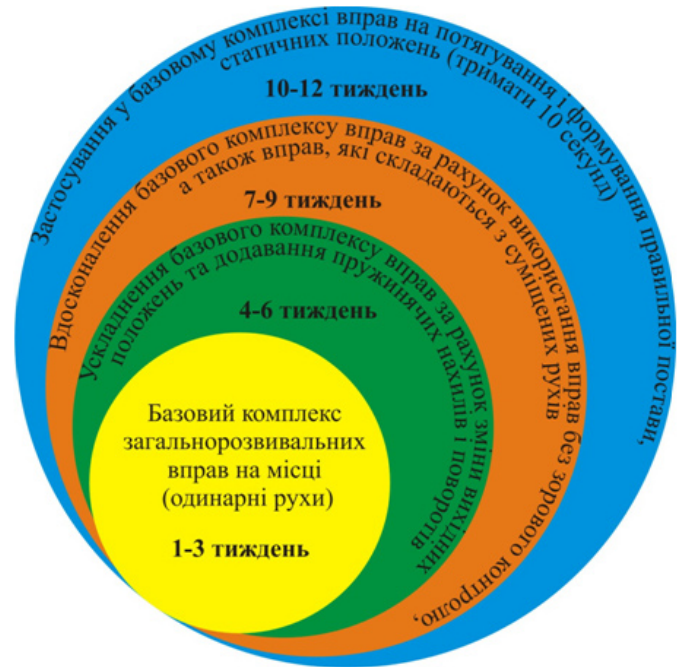 Застосування у базовому комплексі вправ на потягування і формування правильної постави,
статичних положень (тримати 10 секунд)
10-12 тиждень
Вдосконалення базового комплексу вправ за рахунок використання вправ без зорового контролю,
а також вправ, які складаються з суміщених рухів
7-9 тиждень
Ускладнення базового комплексу вправ за рахунок зміни вихідних
положень та додавання пружинячих нахилів і поворотів
4-6 тиждень
Базовий комплекс
загальнорозвивальних
вправ на місці
(одинарні рухи)
1-3 тиждень